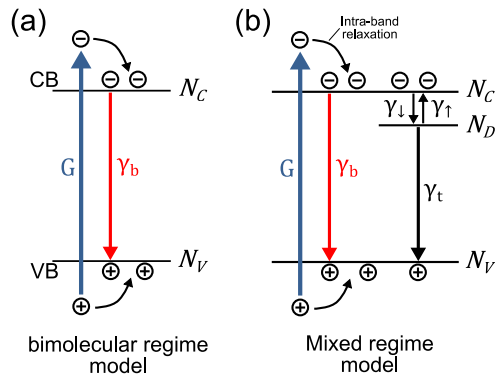 (a)
CB
N_C
G
γ_b
VB
N_V
bimolecular regime
model
(b)
Intra-band
relaxation
N_C
γ↓
γ↑
N_D
G
γ_b
γ_t
N_V
Mixed regime
model